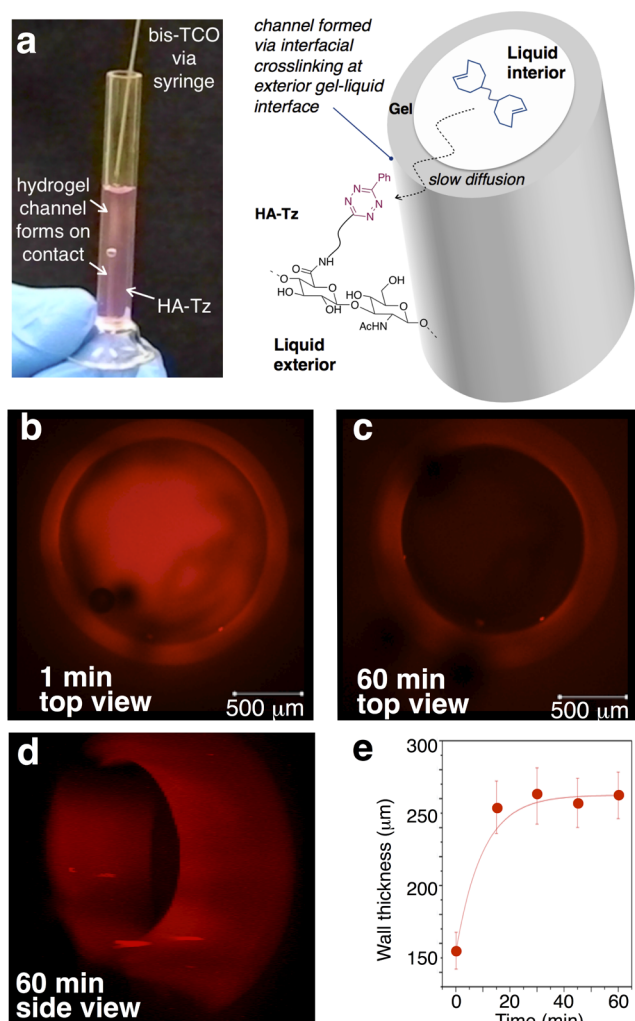 a
bis-TCO
via
syringe
hydrogel
channel
forms on
contact
HA-Tz
channel formed
via interfacial
crosslinking at
exterior gel-liquid
interface
Liquid
interior
Gel
slow diffusion
HA-Tz
Ph
N
N
N
N
NH
O
O
HO
OH
O
O
HO
OH
O
AcHN
O
Liquid
exterior
b
1 min
top view
500 μm
c
60 min
top view
500 μm
d
60 min
side view
e
Wall thickness (μm)
300
250
200
150
0
20
40
60
Time (min)